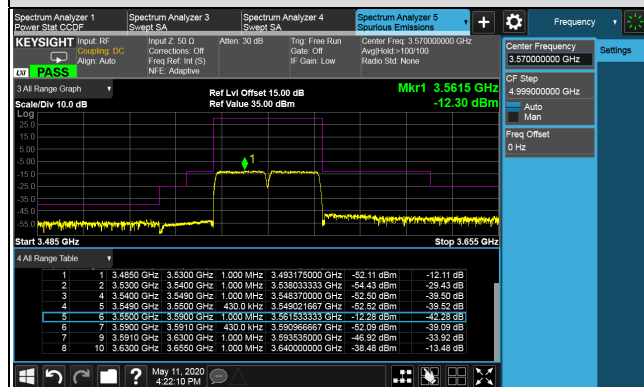 Spectrum Analyzer 1
Power Stat CCDF
Spectrum Analyzer 3
Swept SA
Spectrum Analyzer 4
Swept SA
Spectrum Analyzer 5
Spurious Emissions
Frequency
KEYSIGHT
Input: RF
Coupling: DC
Align: Auto
LXI
PASS
Input Z: 50 Ω
Corrections: Off
Freq Ref: Int (S)
NFE: Adaptive
Atten: 30 dB
Trig: Free Run
Gate: Off
IF Gain: Low
Center Freq: 3.570000000 GHz
Avg|Hold:>100/100
Radio Std: None
Center Frequency
3.570000000 GHz
Settings
CF Step
4.999000000 GHz
Auto
Man
Freq Offset
0 Hz
3 All Range Graph
Ref Lvl Offset 15.00 dB
Mkr1 3.5615 GHz
Scale/Div 10.0 dB
Ref Value 35.00 dBm
-12.30 dBm
Log
25.0
15.0
5.00
-5.00
-15.0
-25.0
-35.0
-45.0
-55.0
1
Start 3.485 GHz
Stop 3.655 GHz
4 All Range Table
1 1 3.4850 GHz 3.5300 GHz 1.000 MHz 3.493175000 GHz -52.11 dBm -12.11 dB
2 2 3.5300 GHz 3.5400 GHz 1.000 MHz 3.538033333 GHz -54.43 dBm -29.43 dB
3 4 3.5400 GHz 3.5490 GHz 1.000 MHz 3.548370000 GHz -52.50 dBm -39.50 dB
4 5 3.5490 GHz 3.5500 GHz 430.0 kHz 3.549021667 GHz -52.52 dBm -39.52 dB
5 6 3.5500 GHz 3.5900 GHz 1.000 MHz 3.561533333 GHz -12.28 dBm -42.28 dB
6 7 3.5900 GHz 3.5910 GHz 430.0 kHz 3.590966667 GHz -52.09 dBm -39.09 dB
7 9 3.5910 GHz 3.6300 GHz 1.000 MHz 3.593535000 GHz -46.92 dBm -33.92 dB
8 10 3.6300 GHz 3.6550 GHz 1.000 MHz 3.640000000 GHz -38.48 dBm -13.48 dB
?
May 11, 2020
4:22:10 PM